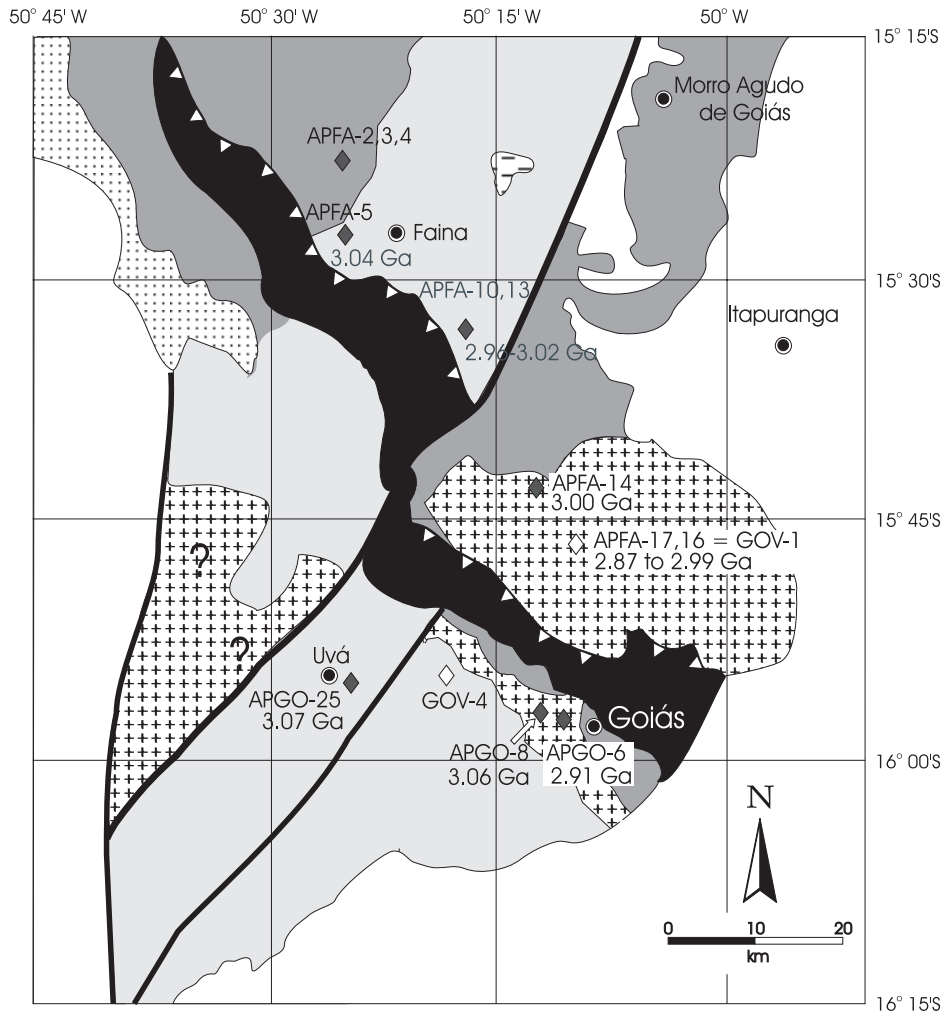 50° 45' W
50° 30' W
50° 15' W
50° W
15° 15'S
Morro Agudo
de Goiás
APFA-2,3,4
APFA-5
Faina
3.04 Ga
15° 30'S
APFA-10,13
Itapuranga
2.96-3.02 Ga
APFA-14
3.00 Ga
15° 45'S
APFA-17,16 = GOV-1
2.87 to 2.99 Ga
?
?
Uvá
APGO-25
3.07 Ga
GOV-4
Goiás
APGO-8
3.06 Ga
APGO-6
2.91 Ga
16° 00'S
N
0 10 20
km
16° 15'S